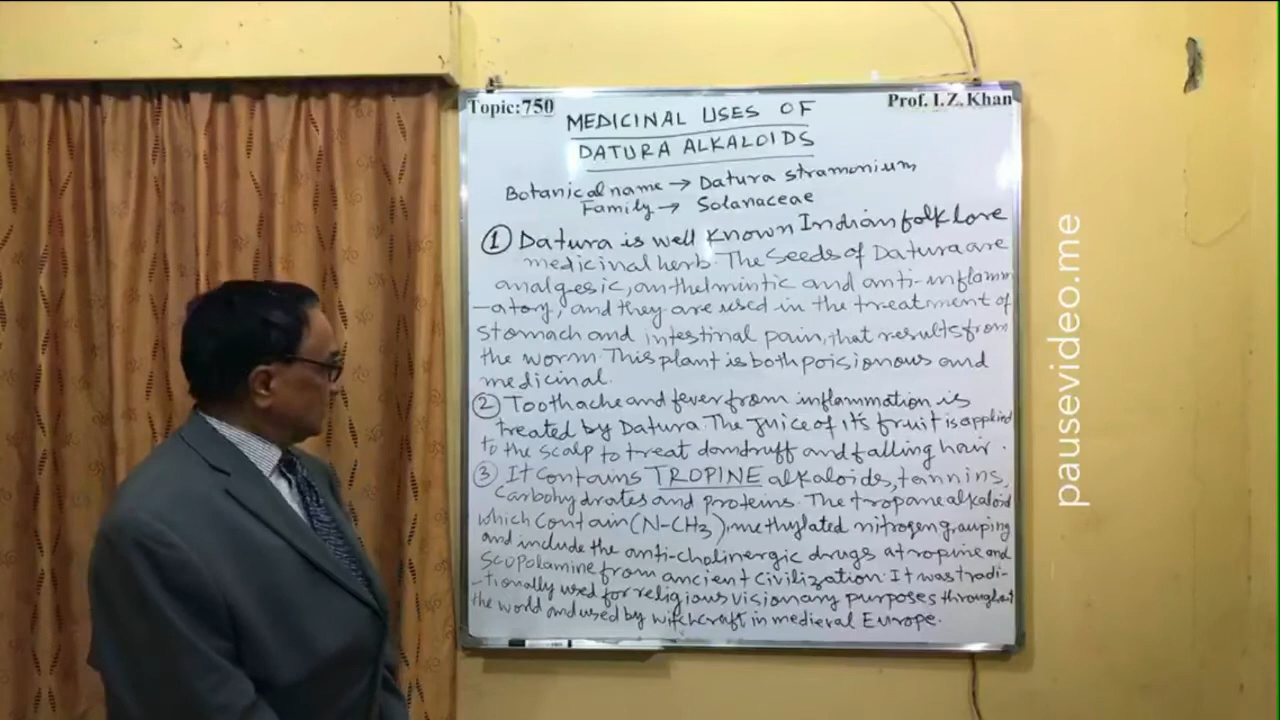 Topic:750
Prof. I.Z. Khan
MEDICINAL USES OF
DATURA ALKALOIDS
Botanical name → Datura stramonium,
Family → Solanaceae
① Datura is well known Indian folklore
medicinal herb. The Seeds of Datura are
analgesic, anthelmintic and anti-inflamm
-atory, and they are used in the treatment of
stomach and intestinal pain, that results from
the worm. This plant is both poisionous and
medicinal.
② Toothache and fever from inflammation is
treated by Datura. The juice of it's fruit is applied
to the scalp to treat dandruff and falling hair.
③ It contains TROPINE alkaloids, tannins,
Carbohydrates and proteins. The tropane alkaloid
which contain (N-CH3), methylated nitrogen grouping
and include the anti-cholinergic drugs atropine and
Scopolamine from ancient civilization. It was tradi-
-tionally used for religious visionary purposes throughout
the world and used by witchcraft in medieval Europe.
pausevideo.me